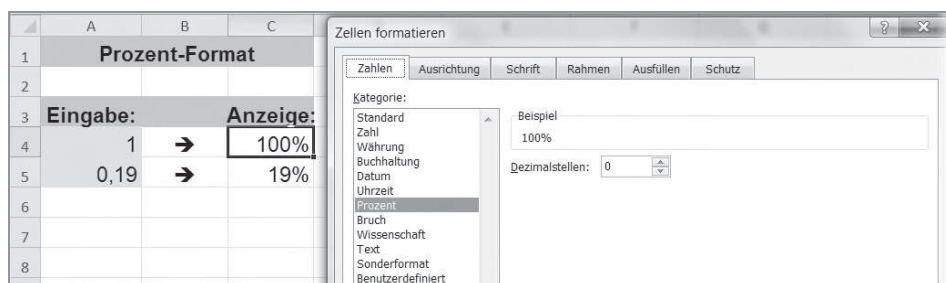 A B C
1 Prozent-Format
2
3 Eingabe: Anzeige:
4 1 ➔ 100%
5 0,19 ➔ 19%
6
7
8
Zellen formatieren
Zahlen Ausrichtung Schrift Rahmen Ausfüllen Schutz
Kategorie:
Standard
Zahl
Währung
Buchhaltung
Datum
Uhrzeit
Prozent
Bruch
Wissenschaft
Text
Sonderformat
Benutzerdefiniert
Beispiel
100%
Dezimalstellen: 0